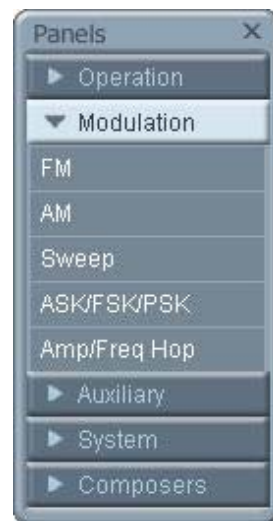 Panels
Operation
Modulation
FM
AM
Sweep
ASK/FSK/PSK
Amp/Freq Hop
Auxiliary
System
Composers